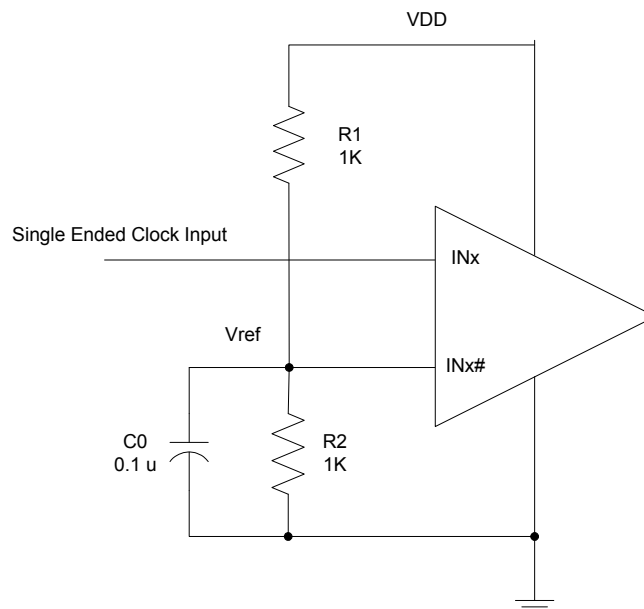 VDD
R1
1K
Single Ended Clock Input
INx
Vref
INx#
C0
0.1 u
R2
1K